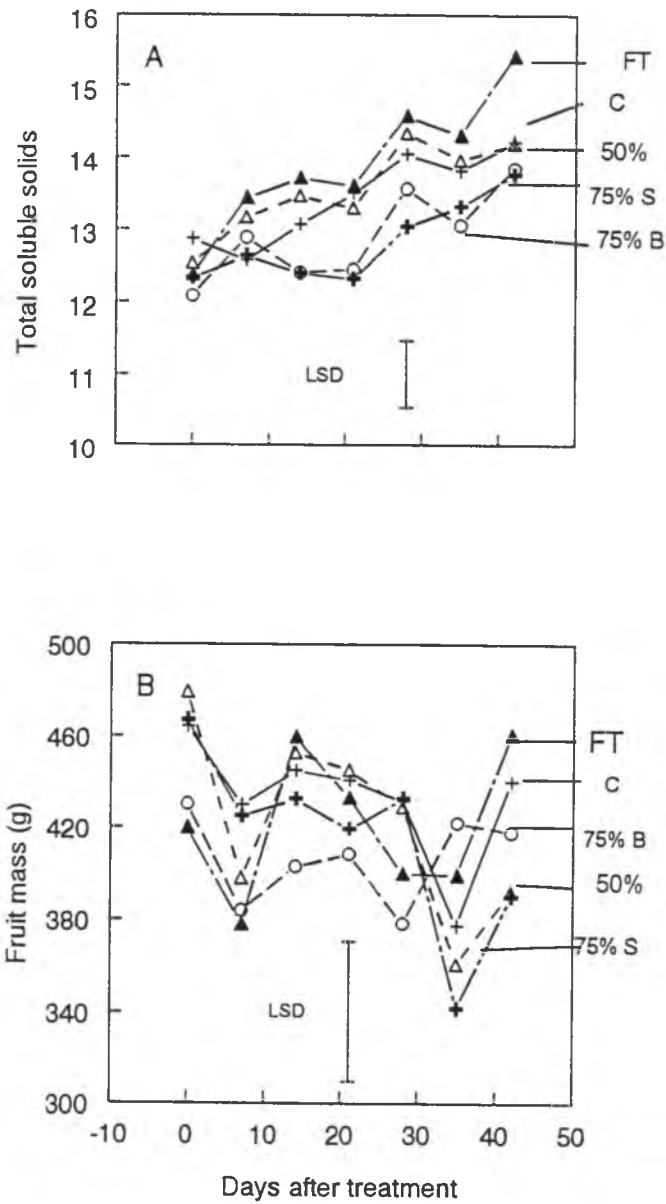 A
Total soluble solids
16
15
14
13
12
11
10
LSD
FT
C
50%
75% S
75% B
B
Fruit mass (g)
500
460
420
380
340
300
LSD
FT
C
75% B
50%
75% S
-10 0 10 20 30 40 50
Days after treatment